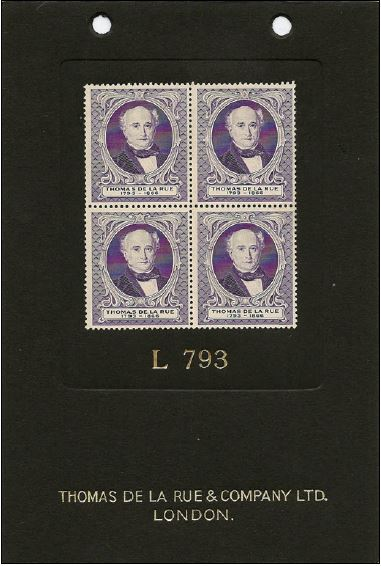 THOMAS DE LA RUE
1793 - 1866
THOMAS DE LA RUE
1793 - 1866
THOMAS DE LA RUE
1793 - 1866
THOMAS DE LA RUE
1793 - 1866
L 793
THOMAS DE LA RUE & COMPANY LTD.
LONDON.